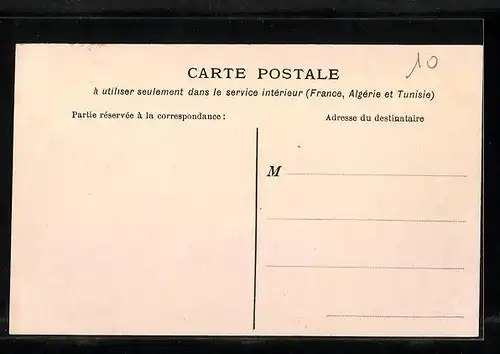 10
CARTE POSTALE
à utiliser seulement dans le service intérieur (France, Algérie et Tunisie)
Partie réservée à la correspondance :
Adresse du destinataire
M